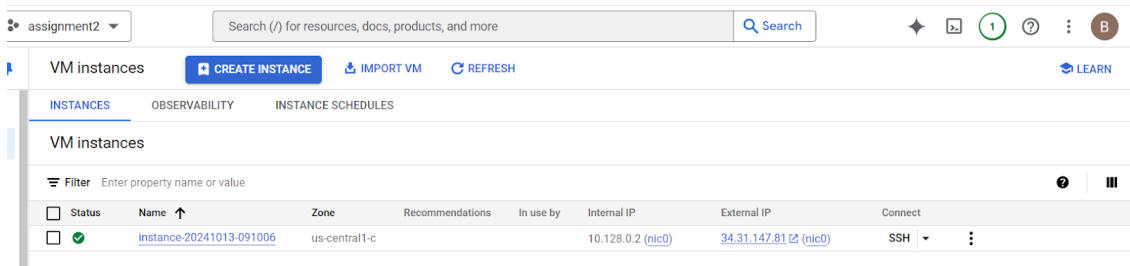 assignment2 Search (/) for resources, docs, products, and more Search 1 B
VM instances CREATE INSTANCE IMPORT VM REFRESH LEARN
INSTANCES OBSERVABILITY INSTANCE SCHEDULES
VM instances
Filter Enter property name or value
Status Name Zone Recommendations In use by Internal IP External IP Connect
instance-20241013-091006 us-central1-c 10.128.0.2 (nic0) 34.31.147.81 (nic0) SSH